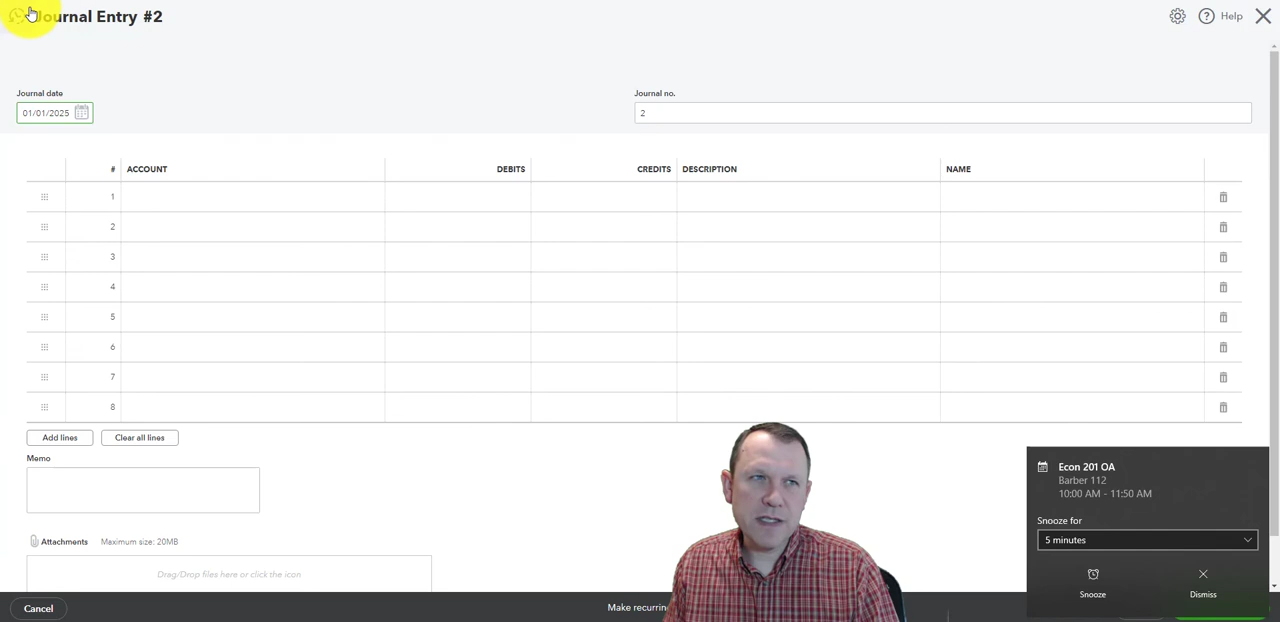 Journal Entry #2
Help
Journal date
Journal no.
01/01/2025
2
# ACCOUNT DEBITS CREDITS DESCRIPTION NAME
1
2
3
4
5
6
7
8
Add lines Clear all lines
Memo
Attachments Maximum size: 20MB
Drag/Drop files here or click the icon
Cancel
Make
Econ 201 OA
Barber 112
10:00 AM - 11:50 AM
Snooze for
5 minutes
Snooze Dismiss